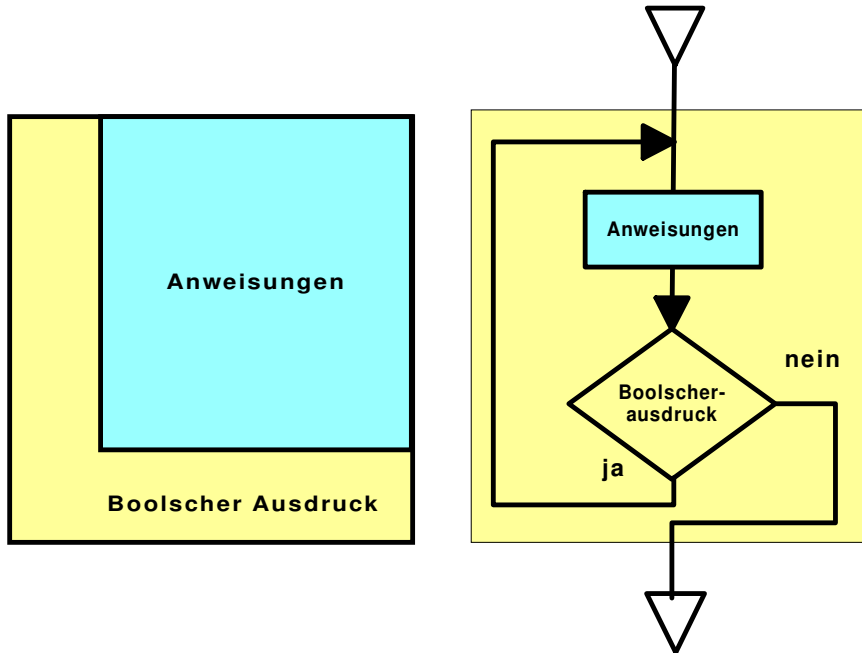 Anweisungen
Boolscher Ausdruck
Anweisungen
Boolscher-
ausdruck
nein
ja